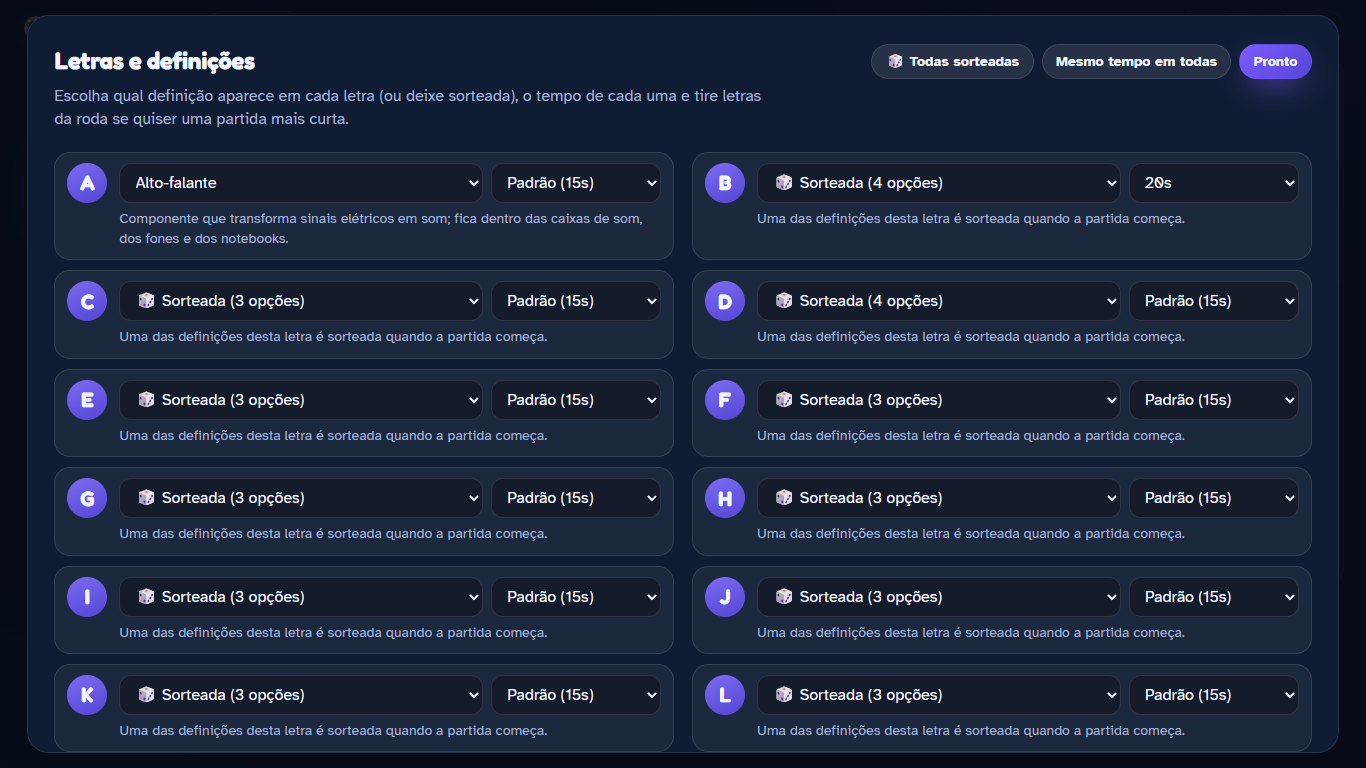 Letras e definições
🎲 Todas sorteadas
Mesmo tempo em todas
Pronto
Escolha qual definição aparece em cada letra (ou deixe sorteada), o tempo de cada uma e tire letras
da roda se quiser uma partida mais curta.
A
Alto-falante
Padrão (15s)
Componente que transforma sinais elétricos em som; fica dentro das caixas de som,
dos fones e dos notebooks.
B
🎲 Sorteada (4 opções)
20s
Uma das definições desta letra é sorteada quando a partida começa.
C
🎲 Sorteada (3 opções)
Padrão (15s)
Uma das definições desta letra é sorteada quando a partida começa.
D
🎲 Sorteada (4 opções)
Padrão (15s)
Uma das definições desta letra é sorteada quando a partida começa.
E
🎲 Sorteada (3 opções)
Padrão (15s)
Uma das definições desta letra é sorteada quando a partida começa.
F
🎲 Sorteada (3 opções)
Padrão (15s)
Uma das definições desta letra é sorteada quando a partida começa.
G
🎲 Sorteada (3 opções)
Padrão (15s)
Uma das definições desta letra é sorteada quando a partida começa.
H
🎲 Sorteada (3 opções)
Padrão (15s)
Uma das definições desta letra é sorteada quando a partida começa.
I
🎲 Sorteada (3 opções)
Padrão (15s)
Uma das definições desta letra é sorteada quando a partida começa.
J
🎲 Sorteada (3 opções)
Padrão (15s)
Uma das definições desta letra é sorteada quando a partida começa.
K
🎲 Sorteada (3 opções)
Padrão (15s)
Uma das definições desta letra é sorteada quando a partida começa.
L
🎲 Sorteada (3 opções)
Padrão (15s)
Uma das definições desta letra é sorteada quando a partida começa.